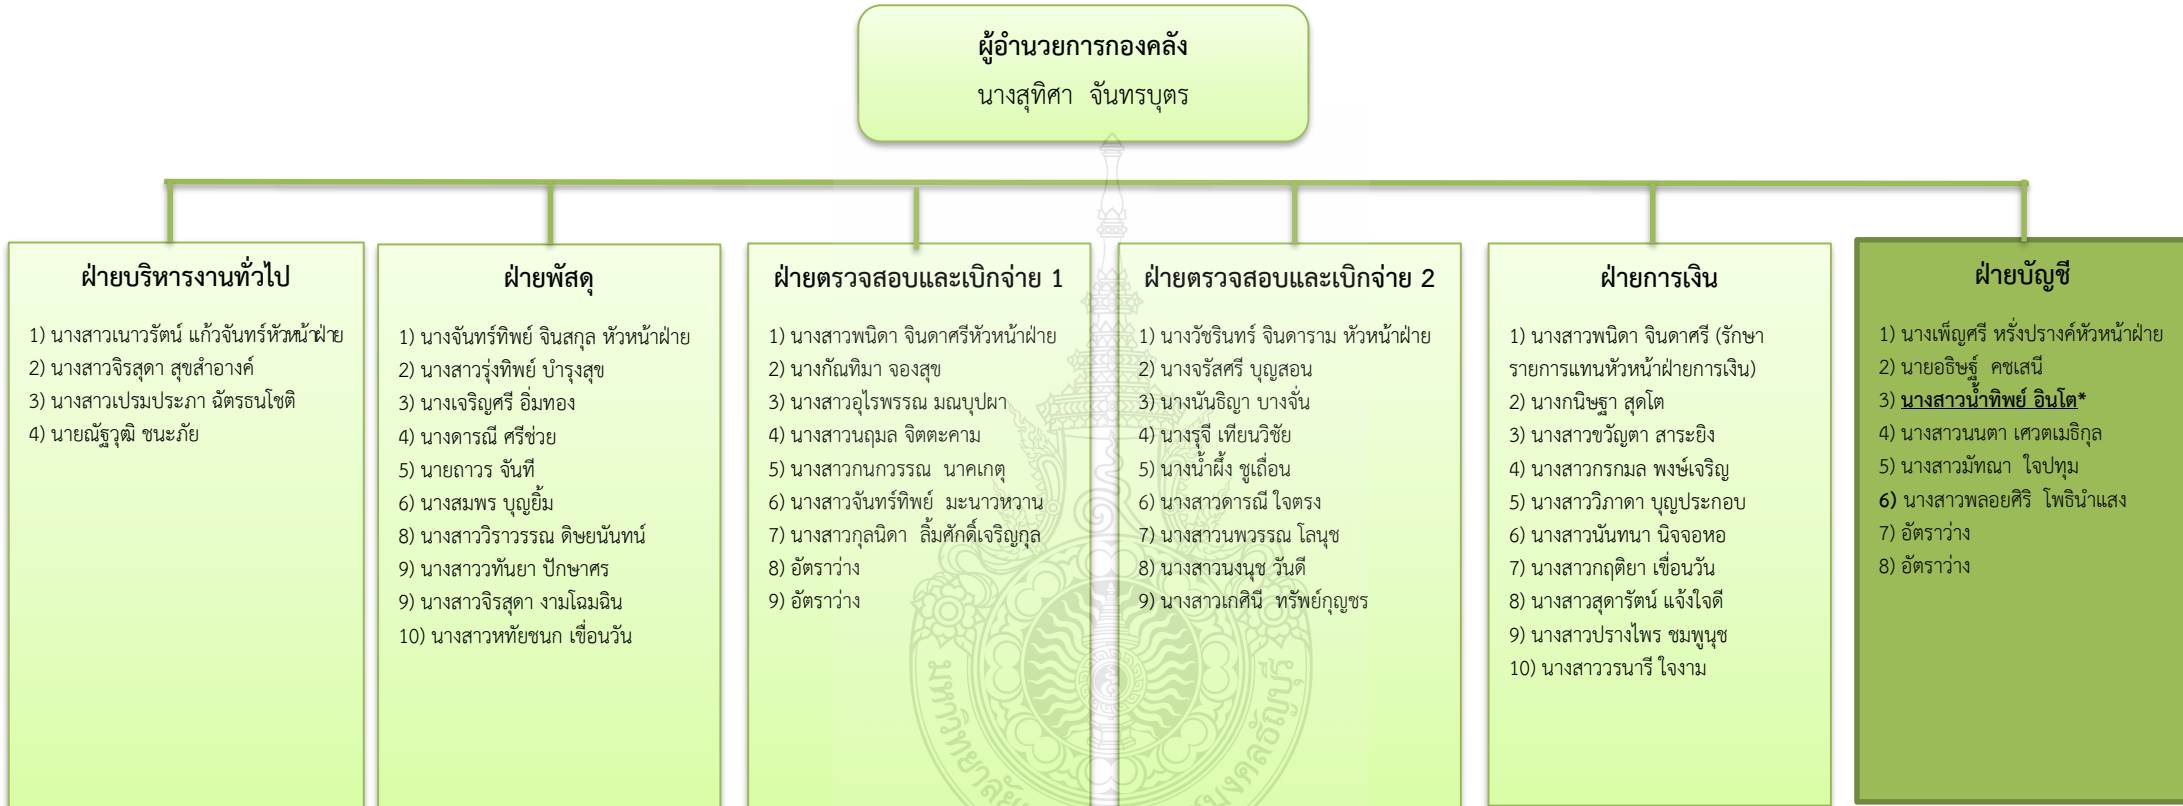 ผู้อำนวยการกองคลัง
นางสุทิศา จันทรบุตร
ฝ่ายบริหารงานทั่วไป
1) นางสาวเนาวรัตน์ แก้วจันทร์หัวหน้าฝ่าย
2) นางสาวจิรสุดา สุขสำอางค์
3) นางสาวเปรมประภา ฉัตรธนโชติ
4) นายณัฐวุฒิ ชนะภัย
ฝ่ายพัสดุ
1) นางจันทร์ทิพย์ จินสกุล หัวหน้าฝ่าย
2) นางสาวรุ่งทิพย์ บำรุงสุข
3) นางเจริญศรี อิ่มทอง
4) นางดารณี ศรีช่วย
5) นายถาวร จันที
6) นางสมพร บุญยิ้ม
8) นางสาววิราวรรณ ดิษยนันทน์
9) นางสาววทันยา ปักษาศร
9) นางสาวจิรสุดา งามโฉมฉิน
10) นางสาวหทัยชนก เขื่อนวัน
ฝ่ายตรวจสอบและเบิกจ่าย 1
1) นางสาวพนิดา จินดาศรีหัวหน้าฝ่าย
2) นางกัณทิมา จองสุข
3) นางสาวอุไรพรรณ มณบุปผา
4) นางสาวนฤมล จิตตะคาม
5) นางสาวกนกวรรณ นาคเกตุ
6) นางสาวจันทร์ทิพย์ มะนาวหวาน
7) นางสาวกุลนิดา ลิ้มศักดิ์เจริญกุล
8) อัตราว่าง
9) อัตราว่าง
ฝ่ายตรวจสอบและเบิกจ่าย 2
1) นางวัชรินทร์ จินดาราม หัวหน้าฝ่าย
2) นางจรัสศรี บุญสอน
3) นางนันธิญา บางจั่น
4) นางรุจี เทียนวิชัย
5) นางน้ำผึ้ง ชูเถื่อน
6) นางสาวดารณี ใจตรง
7) นางสาวนพวรรณ โลนุช
8) นางสาวนงนุช วันดี
9) นางสาวเกศินี ทรัพย์กุญชร
ฝ่ายการเงิน
1) นางสาวพนิดา จินดาศรี (รักษา
รายการแทนหัวหน้าฝ่ายการเงิน)
2) นางกนิษฐา สุดโต
3) นางสาวขวัญตา สาระยิง
4) นางสาวกรกมล พงษ์เจริญ
5) นางสาววิภาดา บุญประกอบ
6) นางสาวนันทนา นิจจอหอ
7) นางสาวกฤติยา เขื่อนวัน
8) นางสาวสุดารัตน์ แจ้งใจดี
9) นางสาวปรางไพร ชมพูนุช
10) นางสาววรนารี ใจงาม
ฝ่ายบัญชี
1) นางเพ็ญศรี หรั่งปรางค์หัวหน้าฝ่าย
2) นายอธิษฐ์ คชเสนี
3) นางสาวน้ำทิพย์ อินโต*
4) นางสาวนนตา เศวตเมธิกุล
5) นางสาวมัทณา ใจปทุม
6) นางสาวพลอยศิริ โพธินำแสง
7) อัตราว่าง
8) อัตราว่าง